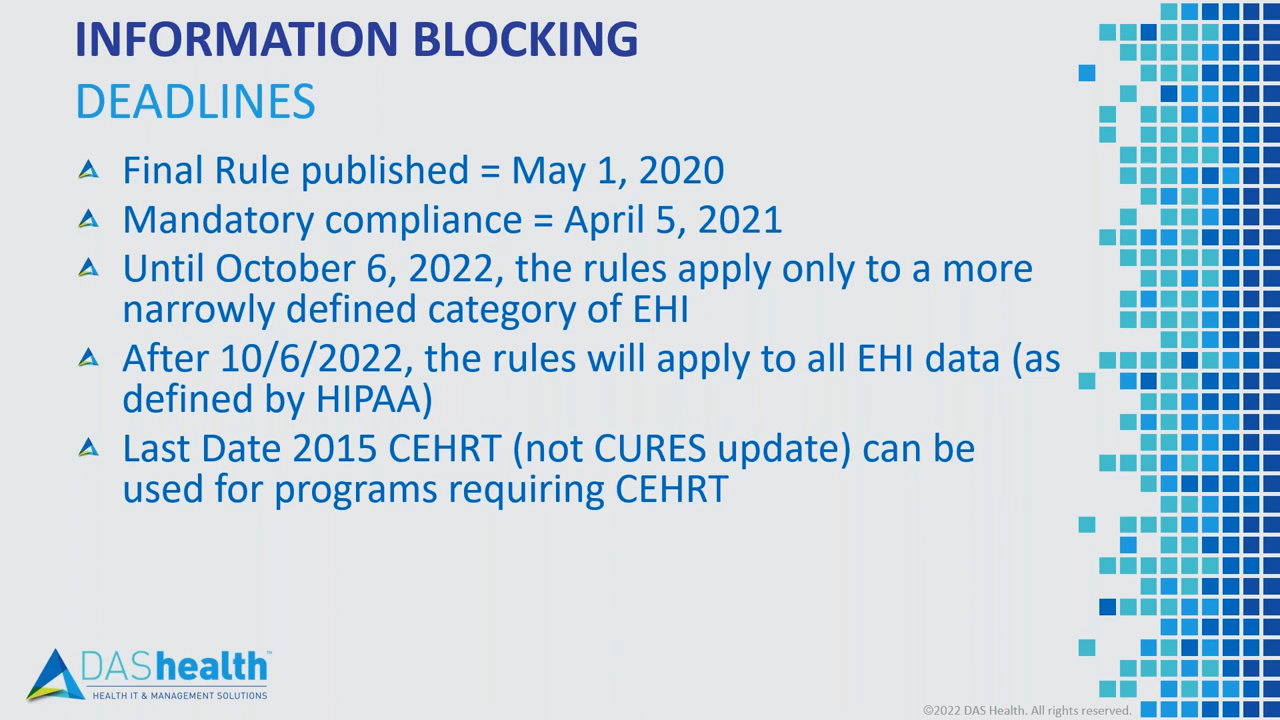 INFORMATION BLOCKING
DEADLINES
Final Rule published = May 1, 2020
Mandatory compliance = April 5, 2021
Until October 6, 2022, the rules apply only to a more
narrowly defined category of EHI
After 10/6/2022, the rules will apply to all EHI data (as
defined by HIPAA)
Last Date 2015 CEHRT (not CURES update) can be
used for programs requiring CEHRT
DAShealth™
HEALTH IT & MANAGEMENT SOLUTIONS
©2022 DAS Health. All rights reserved.